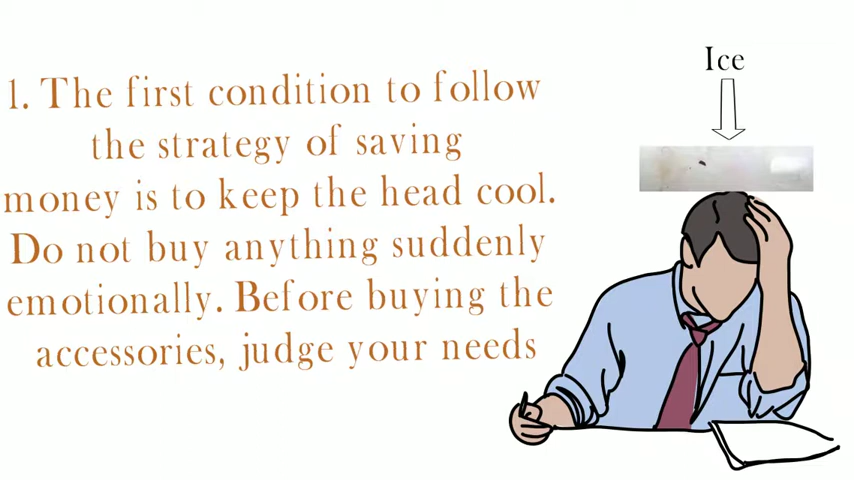 1. The first condition to follow
the strategy of saving
money is to keep the head cool.
Do not buy anything suddenly
emotionally. Before buying the
accessories, judge your needs
Ice